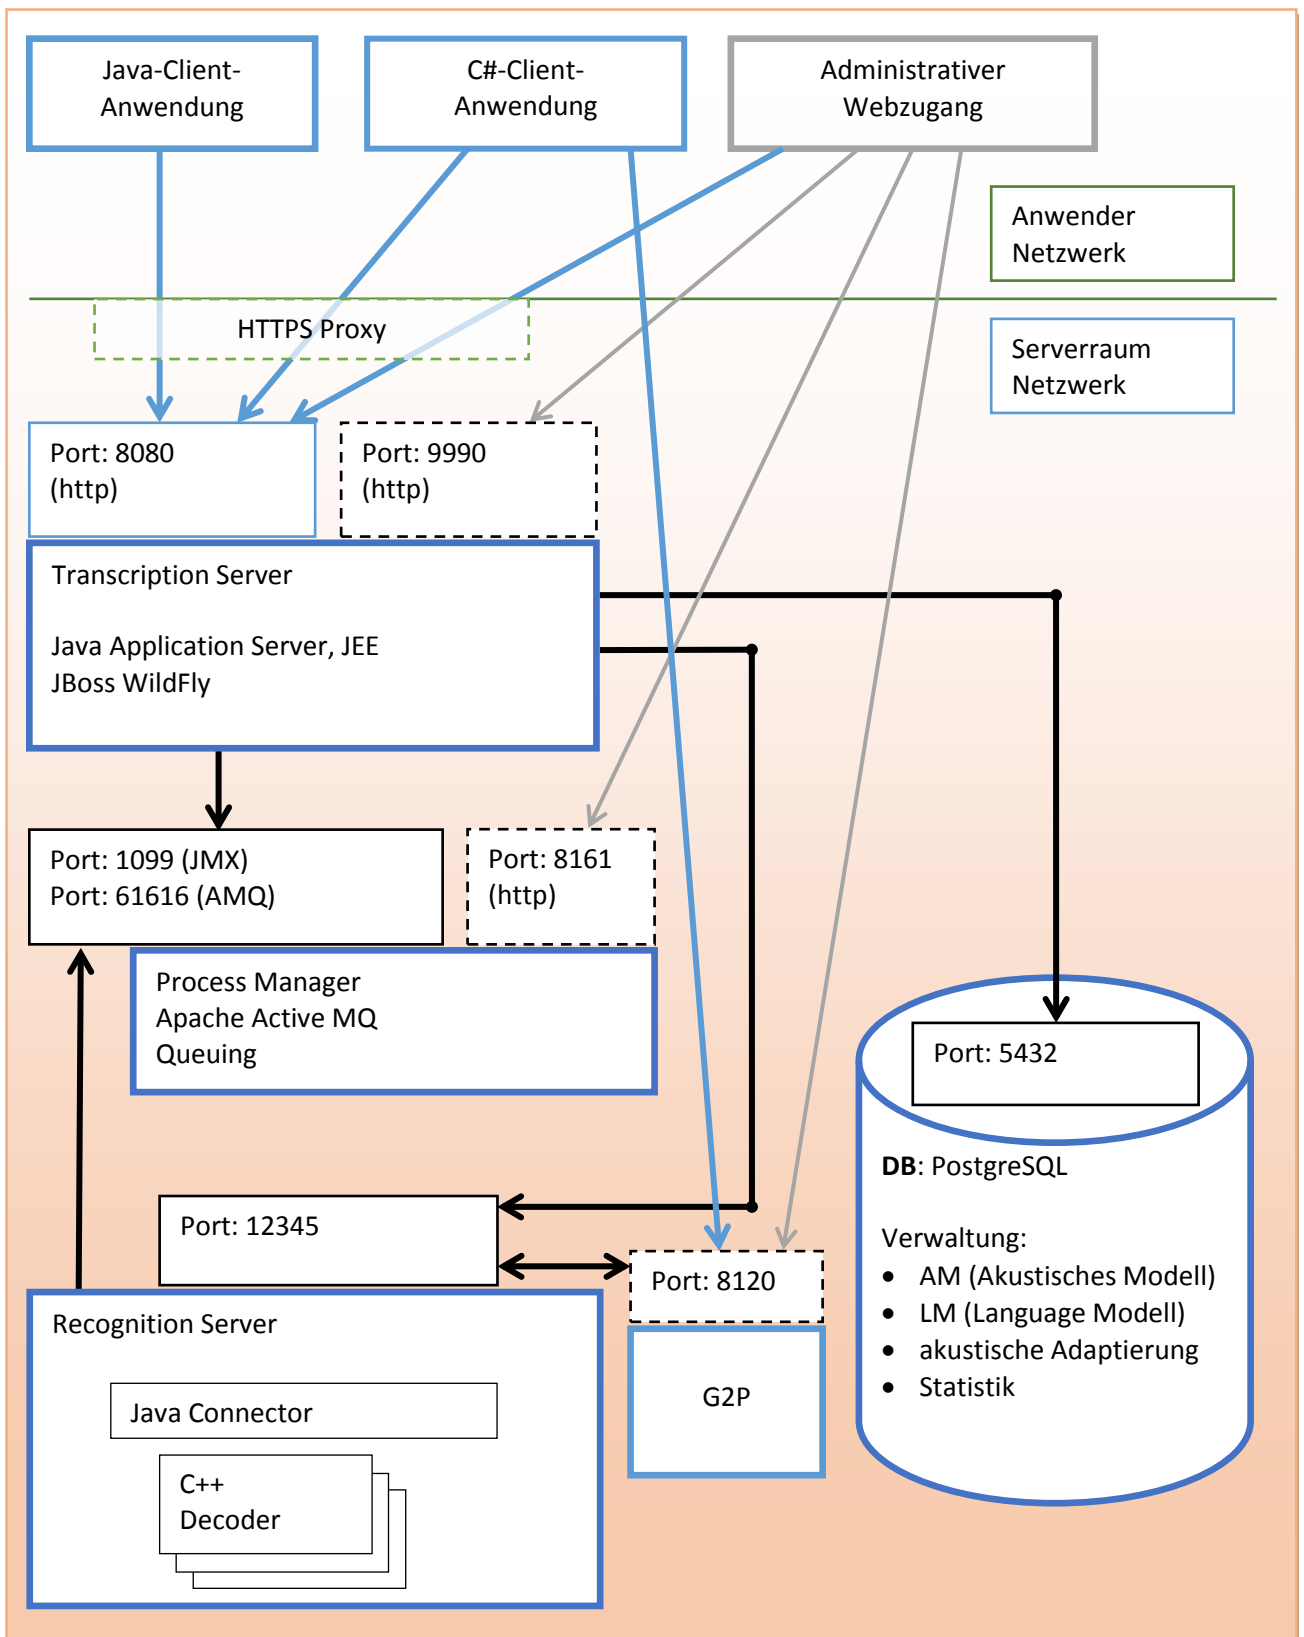 Java-Client-
Anwendung
C#-Client-
Anwendung
Administrativer
Webzugang
Anwender
Netzwerk
HTTPS Proxy
Serverraum
Netzwerk
Port: 8080
(http)
Port: 9990
(http)
Transcription Server
Java Application Server, JEE
JBoss WildFly
Port: 1099 (JMX)
Port: 61616 (AMQ)
Port: 8161
(http)
Process Manager
Apache Active MQ
Queuing
Port: 5432
DB: PostgreSQL
Verwaltung:
• AM (Akustisches Modell)
• LM (Language Modell)
• akustische Adaptierung
• Statistik
Port: 12345
Port: 8120
G2P
Recognition Server
Java Connector
C++
Decoder